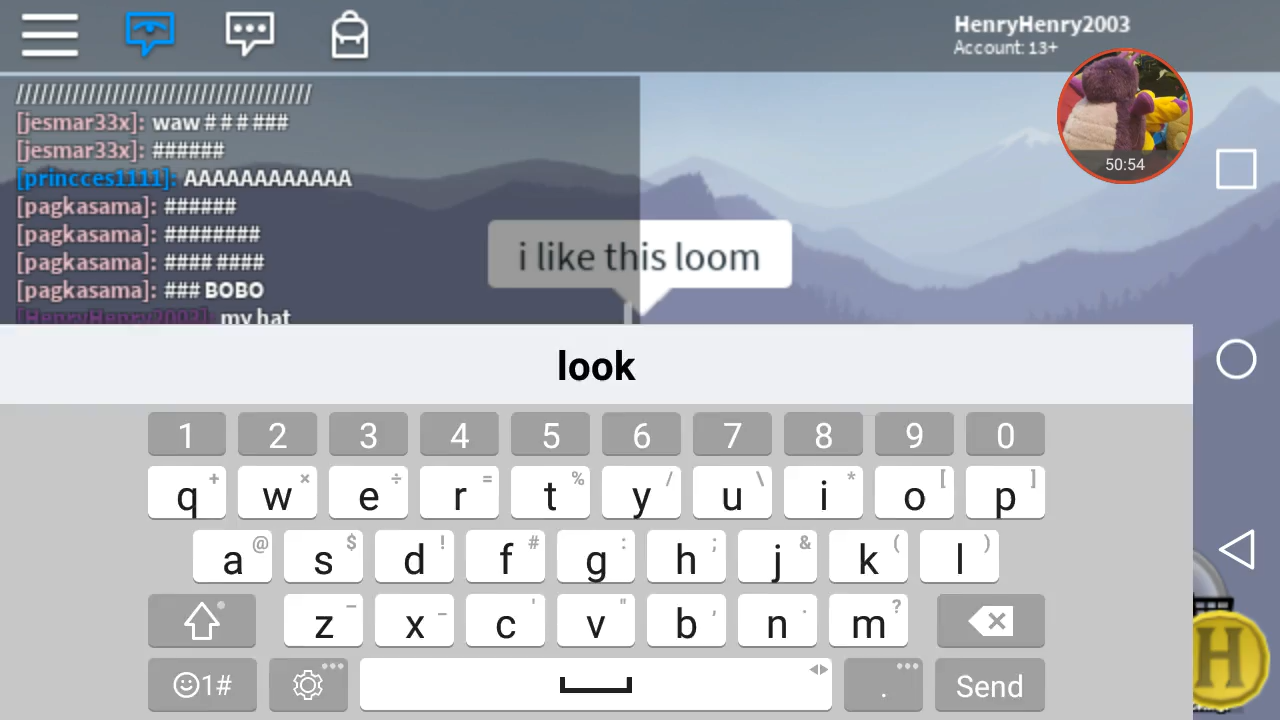 HenryHenry2003
Account: 13+
50:54
///////////////////////////////////////
[jesmar33x]: waw # # # ###
[jesmar33x]: ######
[princces1111]: AAAAAAAAAAAA
[pagkasama]: ######
[pagkasama]: ########
[pagkasama]: #### ####
[pagkasama]: ### BOBO
[HenryHenry2003]: my hat
i like this loom
look
1 2 3 4 5 6 7 8 9 0
q + w × e ÷ r = t % y / u \ i * o [ p ]
a @ s $ d ! f # g : h ; j & k ( l )
z – x _ c ' v " b , n . m ?
☺1# . Send
H